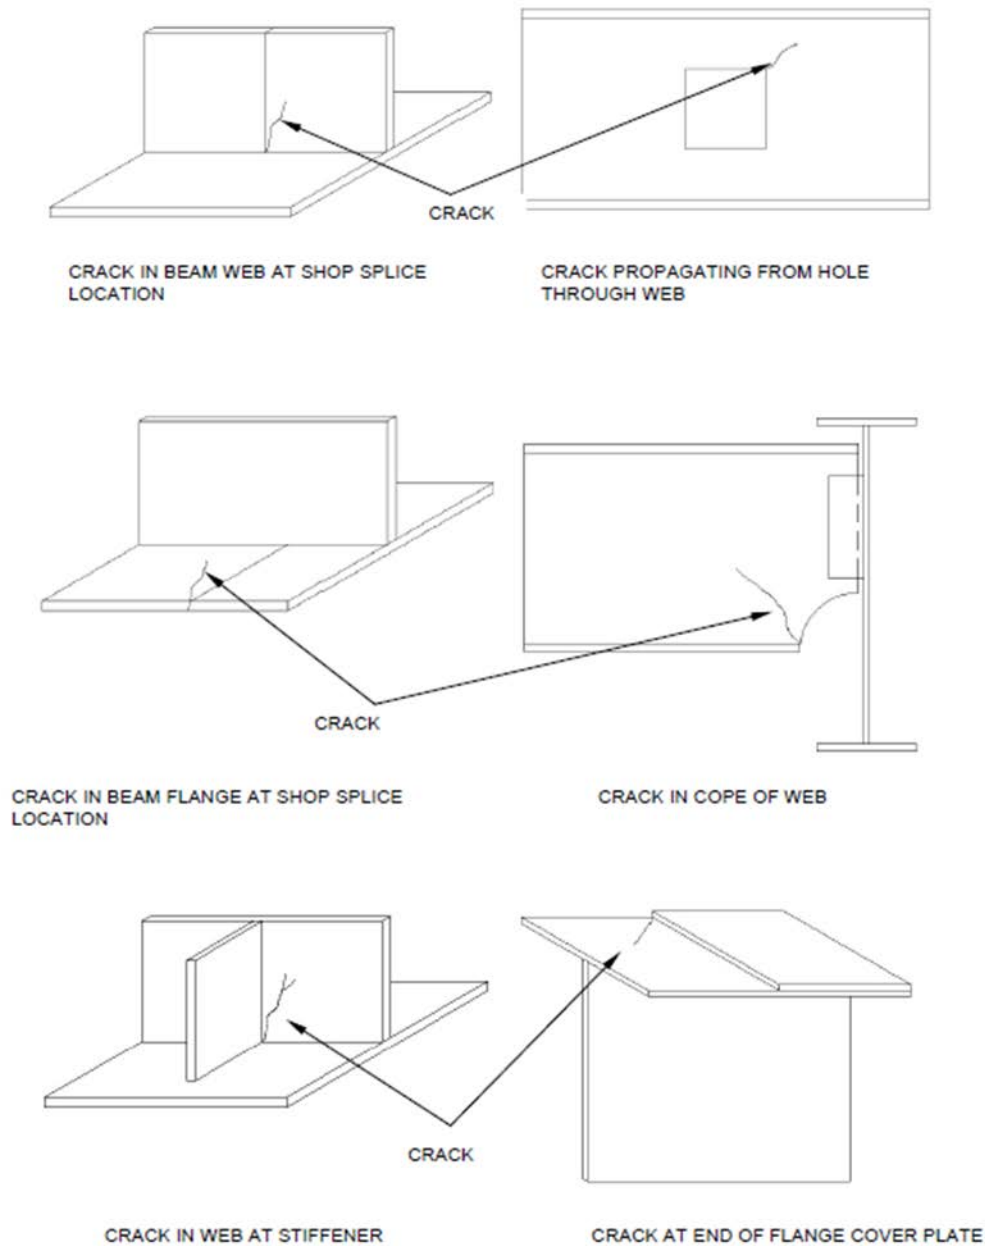 CRACK
CRACK IN BEAM WEB AT SHOP SPLICE
LOCATION
CRACK PROPAGATING FROM HOLE
THROUGH WEB
CRACK
CRACK IN BEAM FLANGE AT SHOP SPLICE
LOCATION
CRACK IN COPE OF WEB
CRACK
CRACK IN WEB AT STIFFENER
CRACK AT END OF FLANGE COVER PLATE